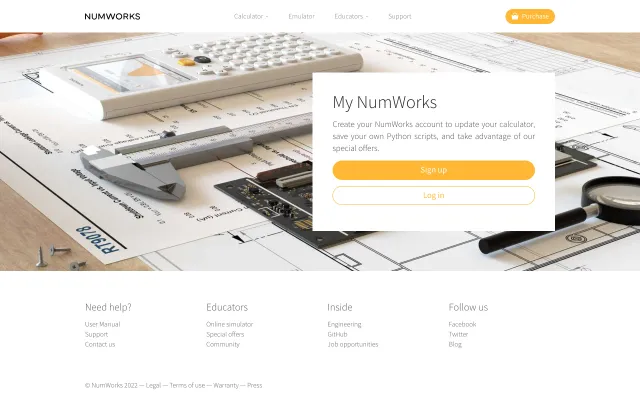 NUMWORKS
Calculator
Emulator
Educators
Support
Purchase
My NumWorks
Create your NumWorks account to update your calculator,
save your own Python scripts, and take advantage of our
special offers.
Sign up
Log in
RT9078
Need help?
Educators
Inside
Follow us
User Manual
Online simulator
Engineering
Facebook
Support
Special offers
GitHub
Twitter
Contact us
Community
Job opportunities
Blog
© NumWorks 2022 — Legal — Terms of use — Warranty — Press